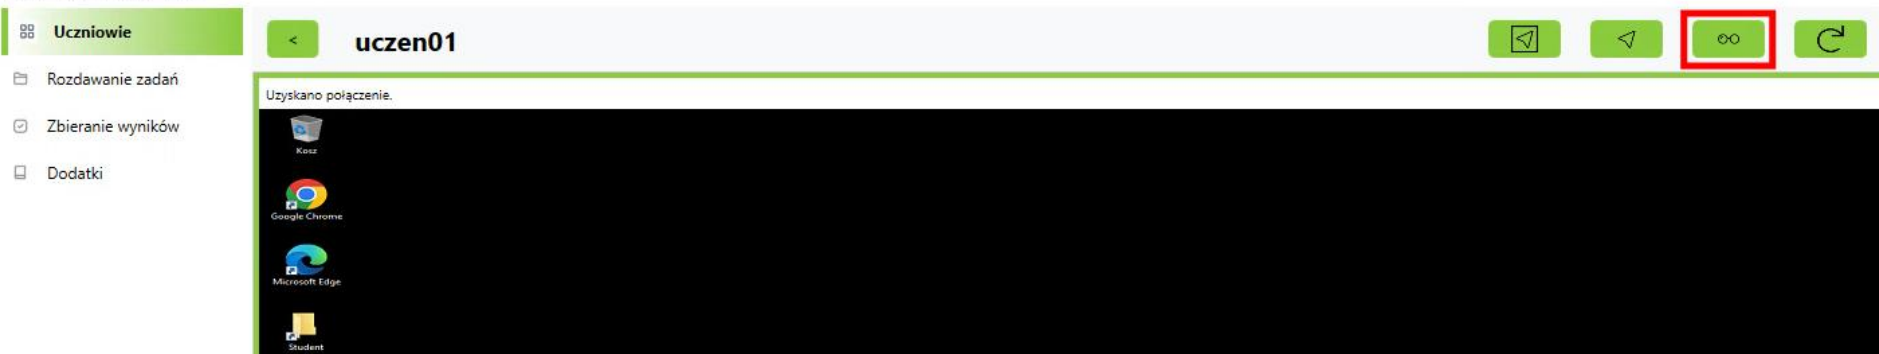 Uczniowie
Rozdawanie zadań
Zbieranie wyników
Dodatki
<
uczen01
Uzyskano połączenie.
Kosz
Google Chrome
Microsoft Edge
Student